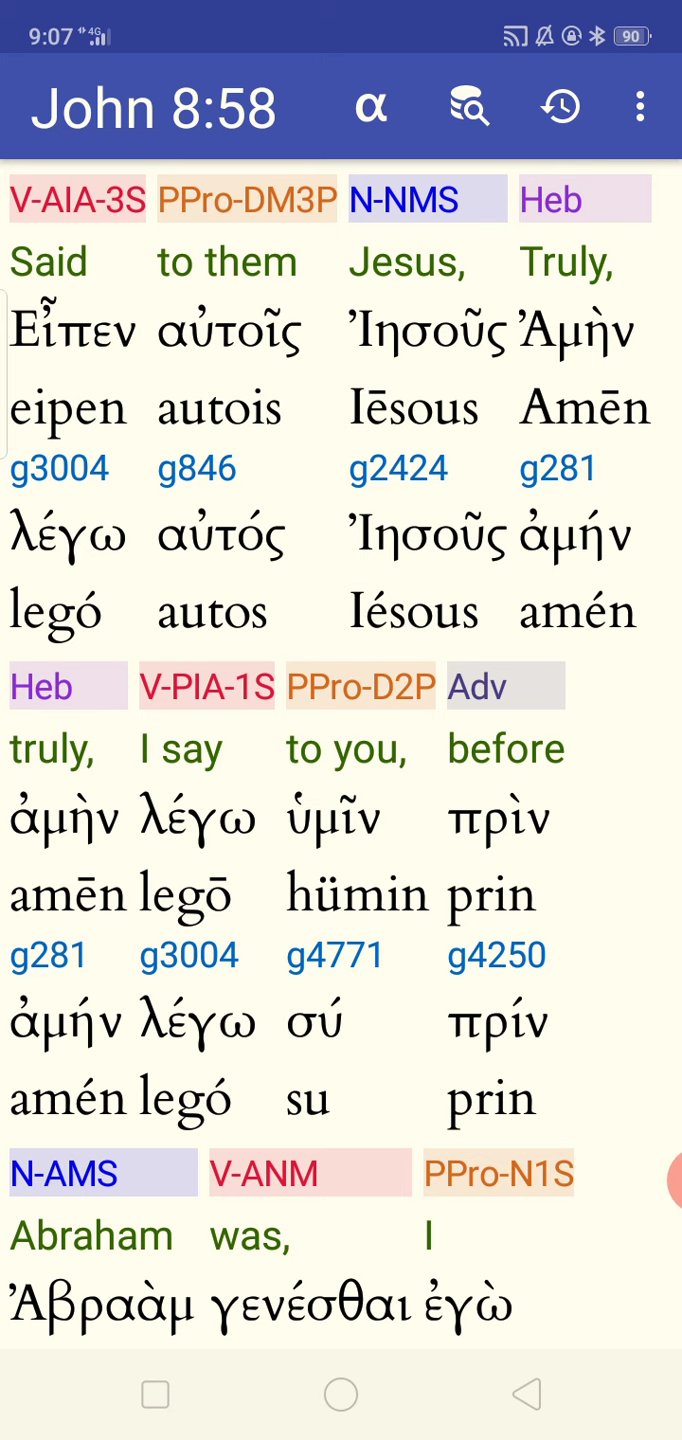 9:07 4G 90
John 8:58 α
V-AIA-3S PPro-DM3P N-NMS Heb
Said to them Jesus, Truly,
Εἶπεν αὐτοῖς Ἰησοῦς Ἀμὴν
eipen autois Iēsous Amēn
g3004 g846 g2424 g281
λέγω αὐτός Ἰησοῦς ἀμήν
legó autos Iésous amén
Heb V-PIA-1S PPro-D2P Adv
truly, I say to you, before
ἀμὴν λέγω ὑμῖν πρὶν
amēn legō hümin prin
g281 g3004 g4771 g4250
ἀμήν λέγω σύ πρίν
amén legó su prin
N-AMS V-ANM PPro-N1S
Abraham was, I
Ἀβραὰμ γενέσθαι ἐγὼ